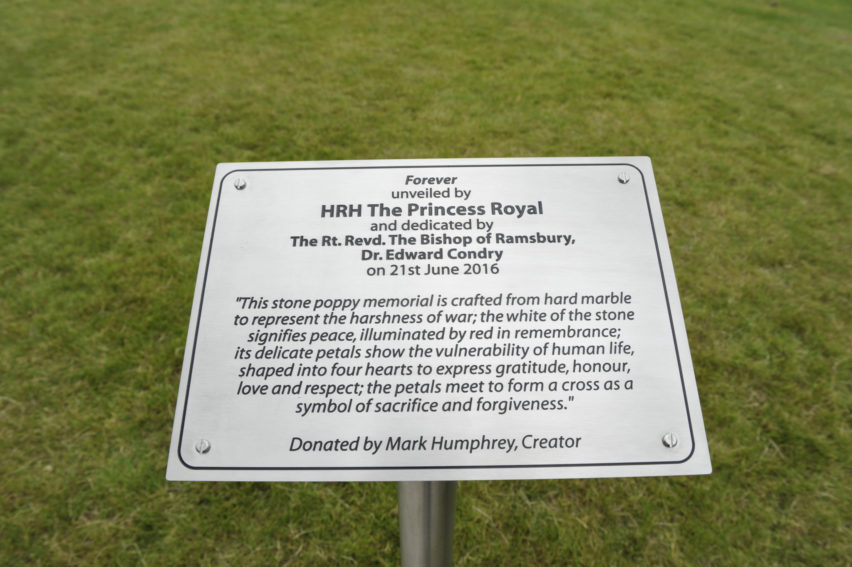 Forever
unveiled by
HRH The Princess Royal
and dedicated by
The Rt. Revd. The Bishop of Ramsbury,
Dr. Edward Condry
on 21st June 2016
"This stone poppy memorial is crafted from hard marble
to represent the harshness of war; the white of the stone
signifies peace, illuminated by red in remembrance;
its delicate petals show the vulnerability of human life,
shaped into four hearts to express gratitude, honour,
love and respect; the petals meet to form a cross as a
symbol of sacrifice and forgiveness."
Donated by Mark Humphrey, Creator